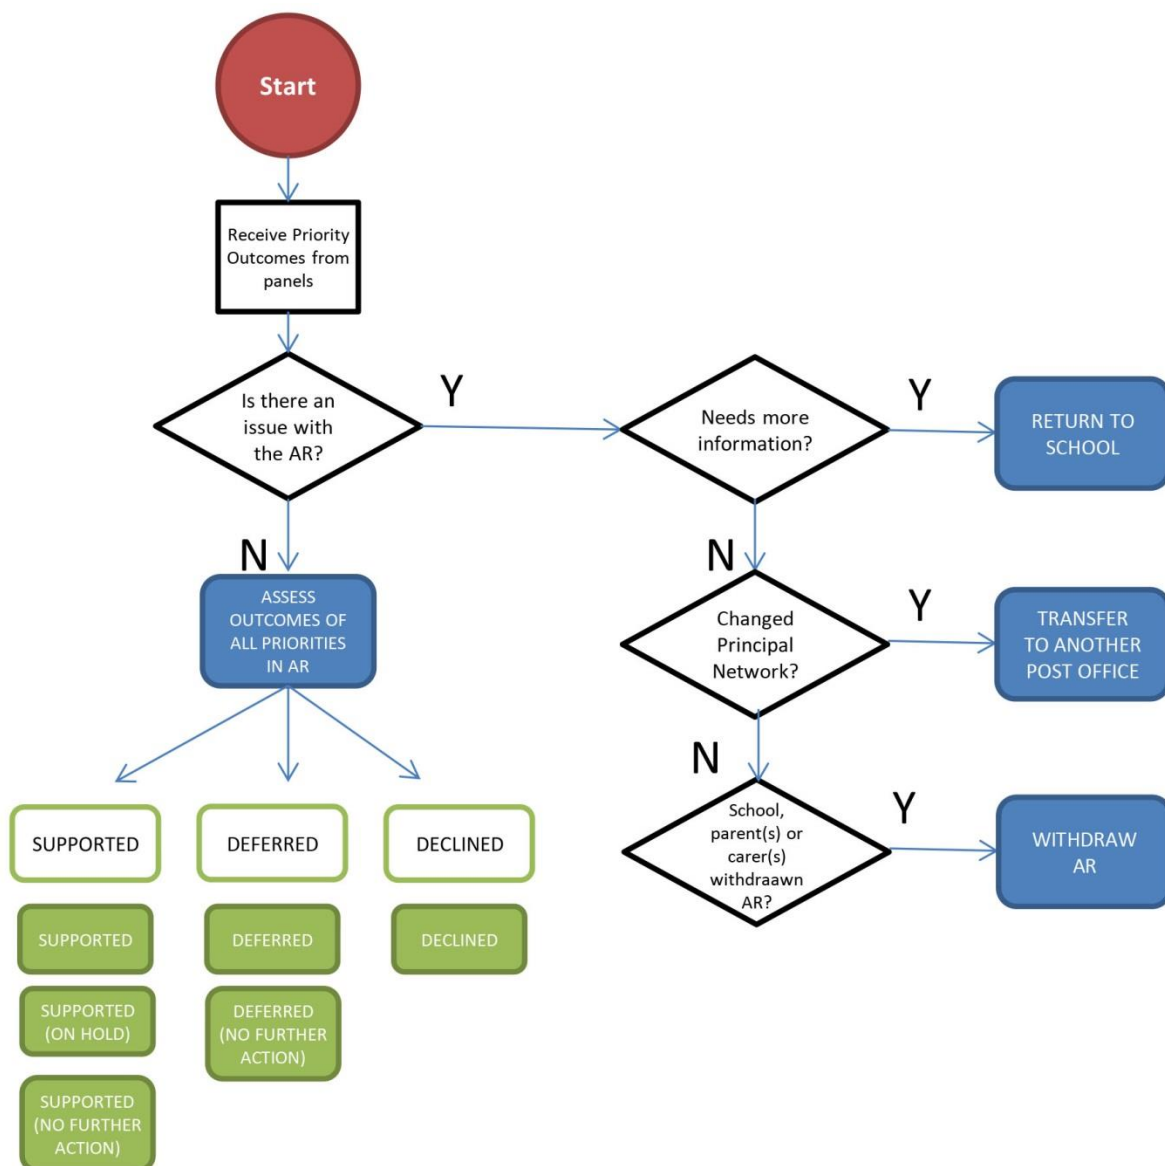 Start
Receive Priority
Outcomes from
panels
Is there an
issue with
the AR?
Y
Needs more
information?
Y
RETURN TO
SCHOOL
N
N
ASSESS
OUTCOMES OF
ALL PRIORITIES
IN AR
Changed
Principal
Network?
Y
TRANSFER
TO ANOTHER
POST OFFICE
N
School,
parent(s) or
carer(s)
withdraawn
AR?
Y
WITHDRAW
AR
SUPPORTED
DEFERRED
DECLINED
SUPPORTED
DEFERRED
DECLINED
SUPPORTED
(ON HOLD)
DEFERRED
(NO FURTHER
ACTION)
SUPPORTED
(NO FURTHER
ACTION)